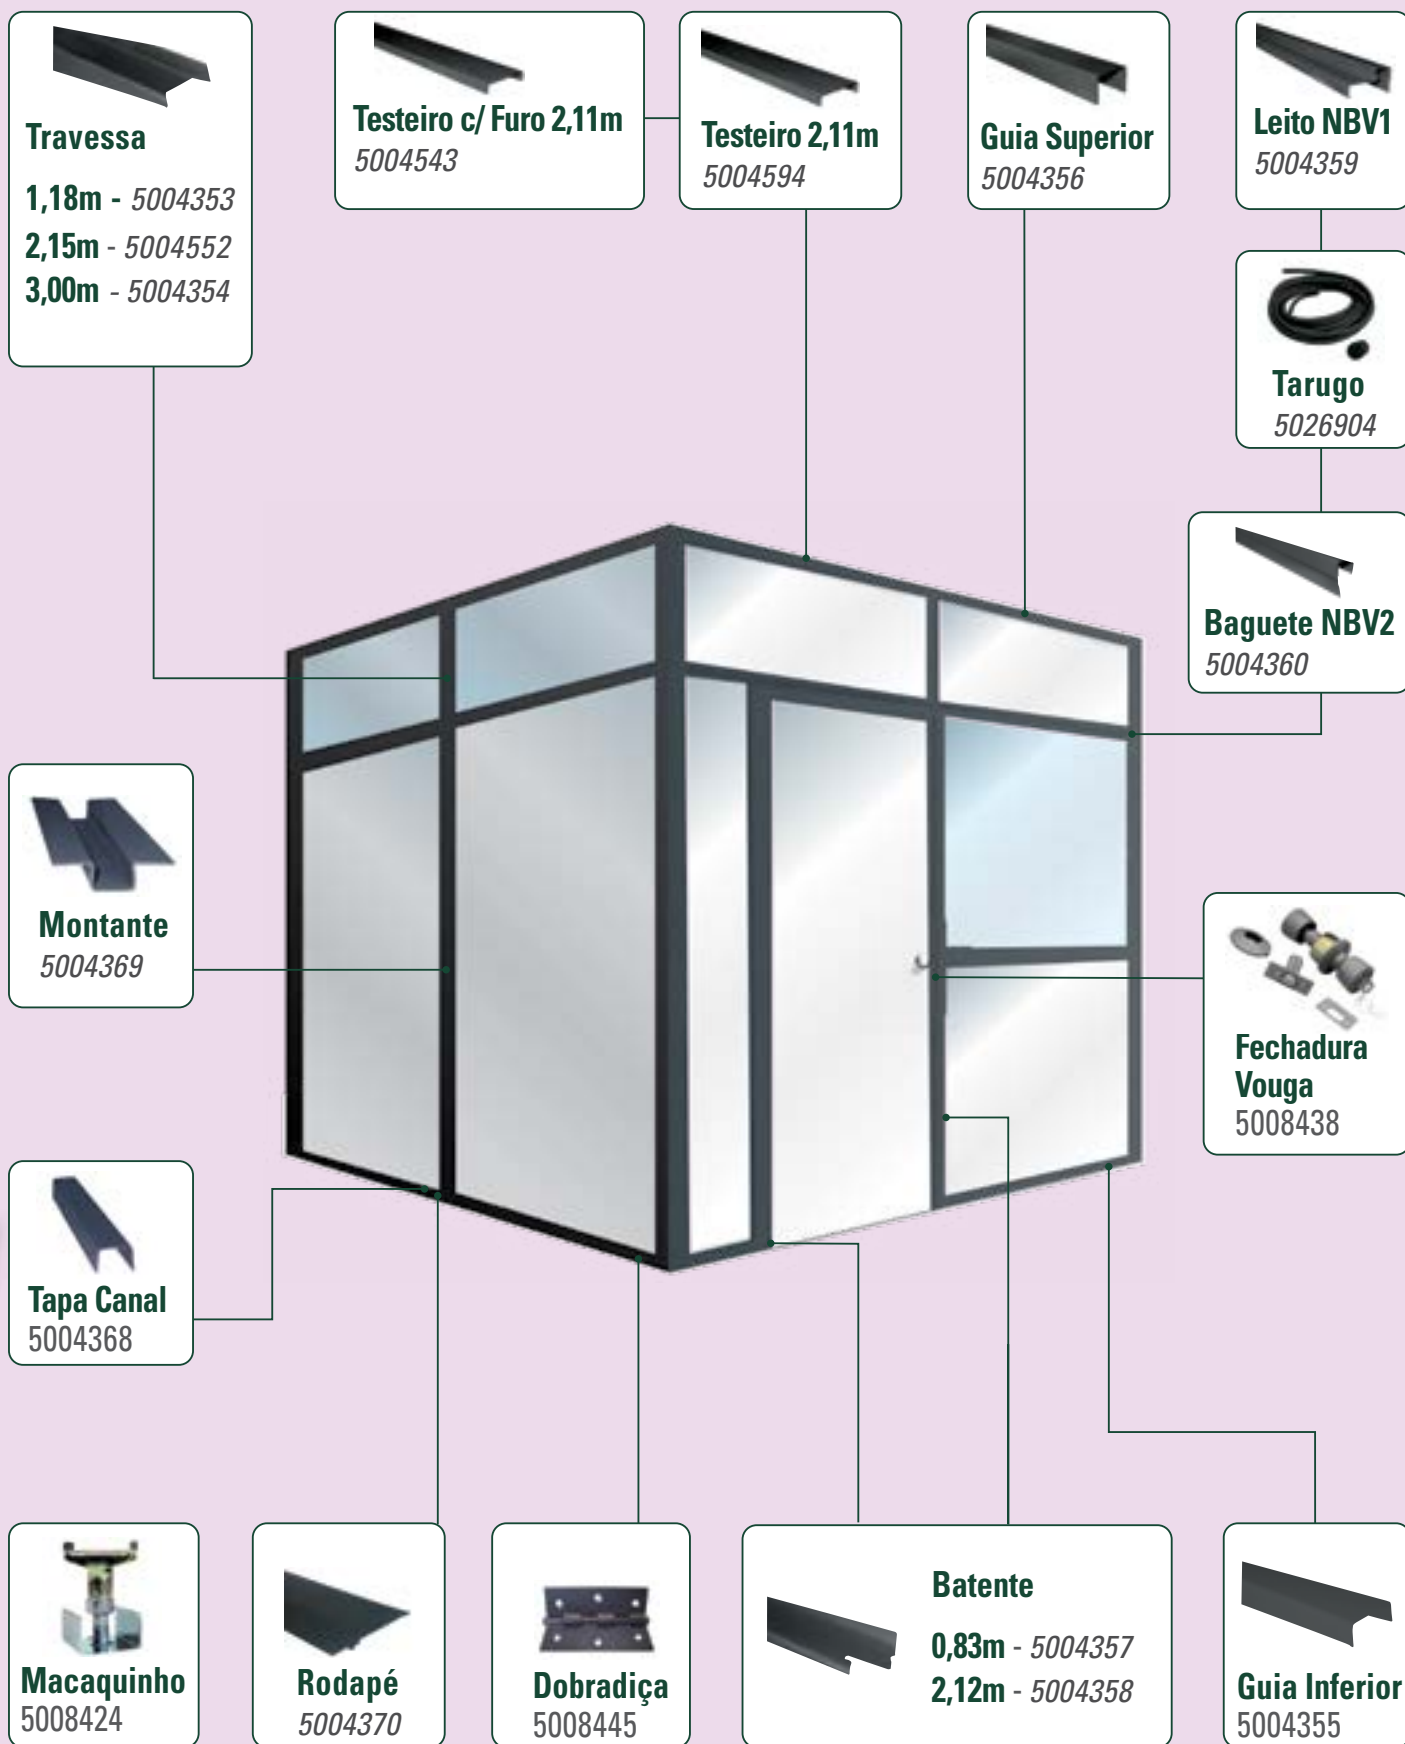 Travessa
1,18m - 5004353
2,15m - 5004552
3,00m - 5004354
Testeiro c/ Furo 2,11m
5004543
Testeiro 2,11m
5004594
Guia Superior
5004356
Leito NBV1
5004359
Tarugo
5026904
Baguete NBV2
5004360
Montante
5004369
Fechadura
Vouga
5008438
Tapa Canal
5004368
Macaquinho
5008424
Rodapé
5004370
Dobradiça
5008445
Batente
0,83m - 5004357
2,12m - 5004358
Guia Inferior
5004355